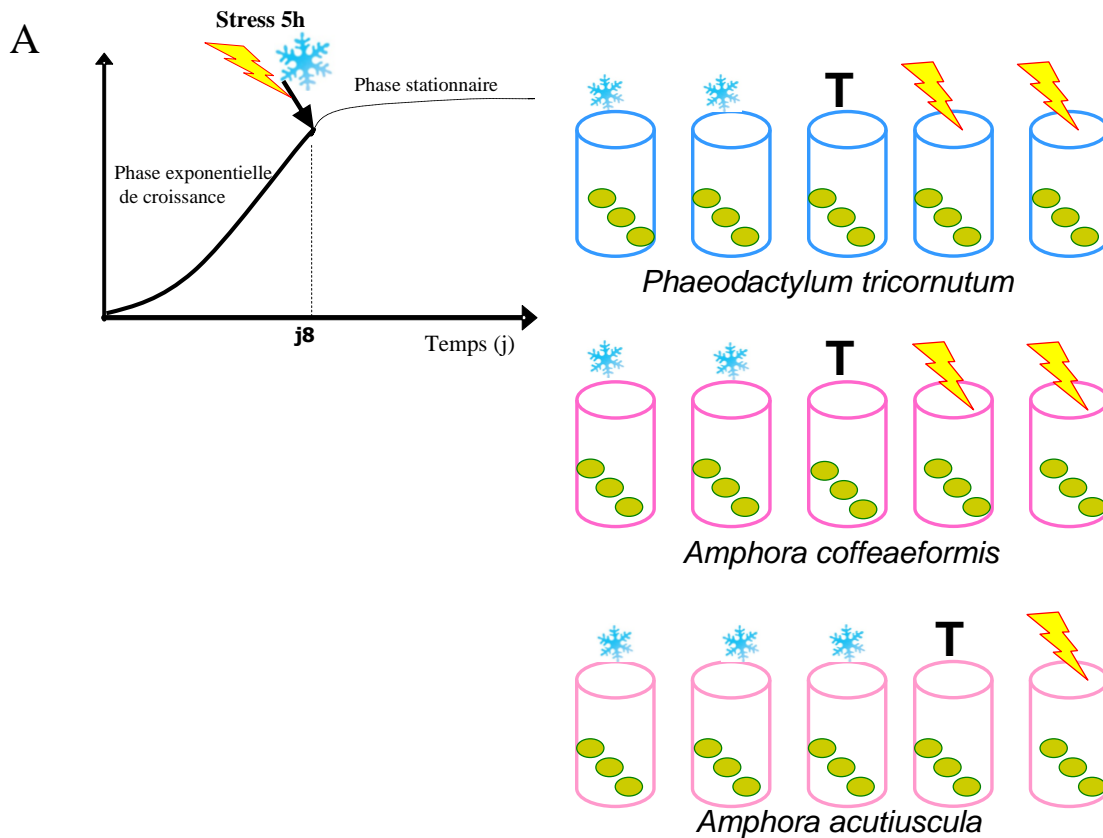 A
Stress 5h
Phase stationnaire
Phase exponentielle
de croissance
j8
Temps (j)
T
Phaeodactylum tricornutum
T
Amphora coffeaeformis
T
Amphora acutiuscula